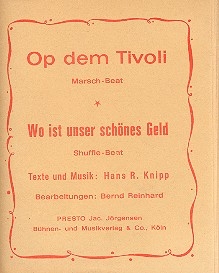 Op dem Tivoli
Marsch-Beat
*
Wo ist unser schönes Geld
Shuffle-Beat
Texte und Musik: Hans R. Knipp
Bearbeitungen: Bernd Reinhard
PRESTO Jac. Jörgensen
Bühnen- und Musikverlag & Co., Köln